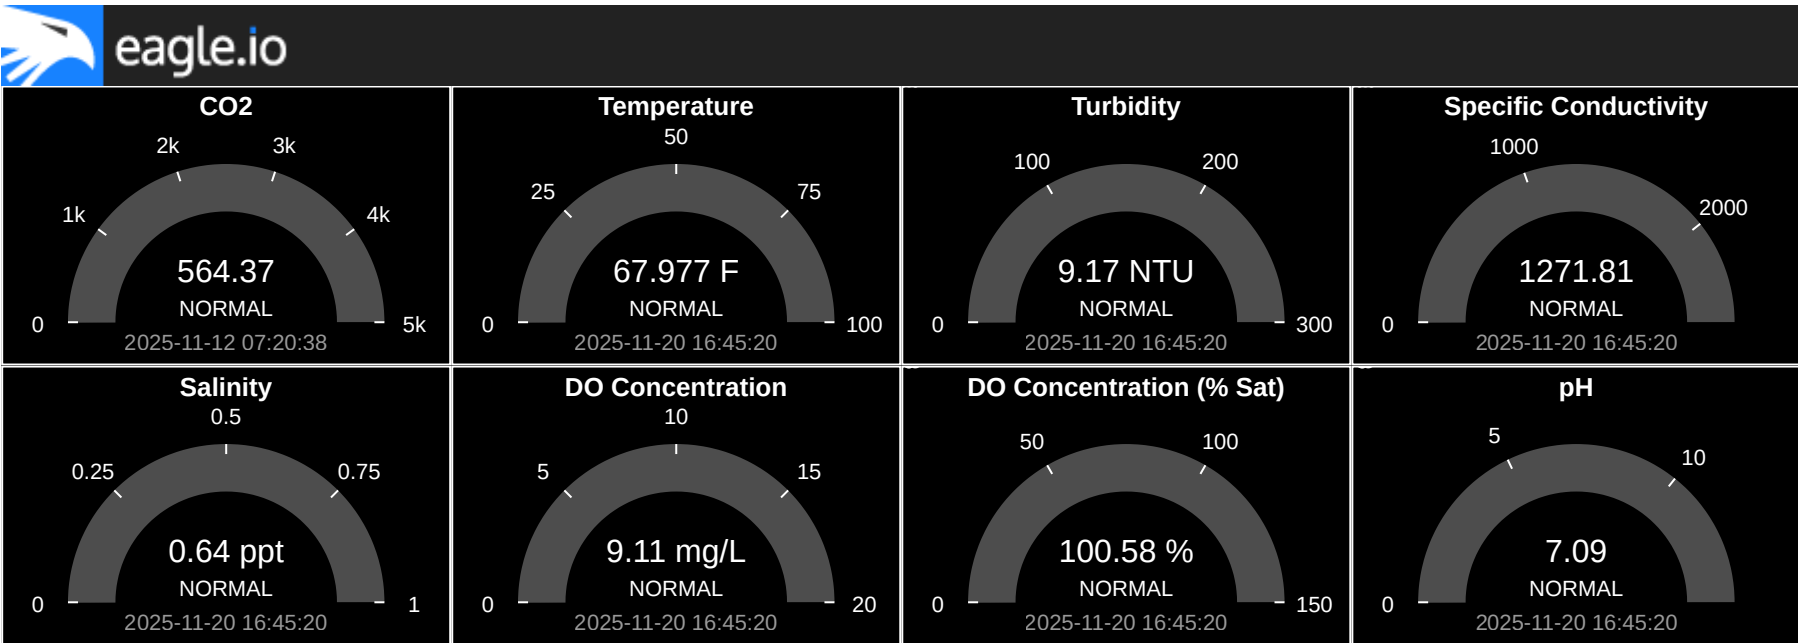 eagle.io
CO2
0
1k
2k
3k
4k
5k
564.37
NORMAL
2025-11-12 07:20:38
Temperature
0
25
50
75
100
67.977 F
NORMAL
2025-11-20 16:45:20
Turbidity
0
100
200
300
9.17 NTU
NORMAL
2025-11-20 16:45:20
Specific Conductivity
0
1000
2000
1271.81
NORMAL
2025-11-20 16:45:20
Salinity
0
0.25
0.5
0.75
1
0.64 ppt
NORMAL
2025-11-20 16:45:20
DO Concentration
0
5
10
15
20
9.11 mg/L
NORMAL
2025-11-20 16:45:20
DO Concentration (% Sat)
0
50
100
150
100.58 %
NORMAL
2025-11-20 16:45:20
pH
0
5
10
7.09
NORMAL
2025-11-20 16:45:20